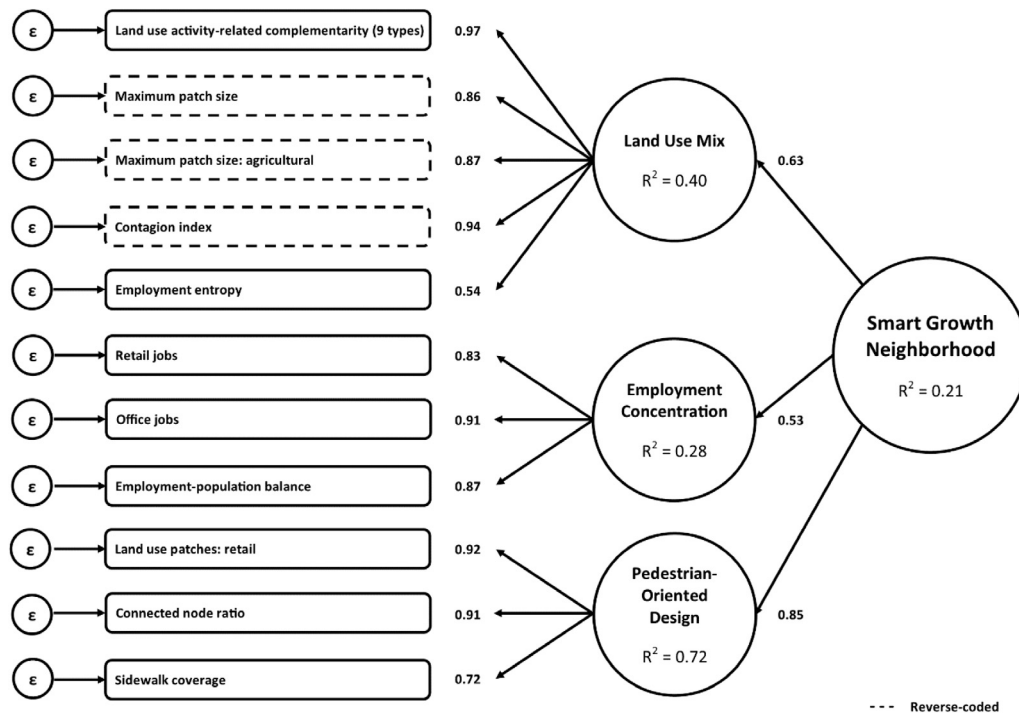 ε Land use activity-related complementarity (9 types) 0.97
ε Maximum patch size 0.86
ε Maximum patch size: agricultural 0.87
ε Contagion index 0.94
ε Employment entropy 0.54
ε Retail jobs 0.83
ε Office jobs 0.91
ε Employment-population balance 0.87
ε Land use patches: retail 0.92
ε Connected node ratio 0.91
ε Sidewalk coverage 0.72
Land Use Mix
R² = 0.40
0.63
Employment
Concentration
R² = 0.28
0.53
Pedestrian-
Oriented
Design
R² = 0.72
0.85
Smart Growth
Neighborhood
R² = 0.21
Reverse-coded